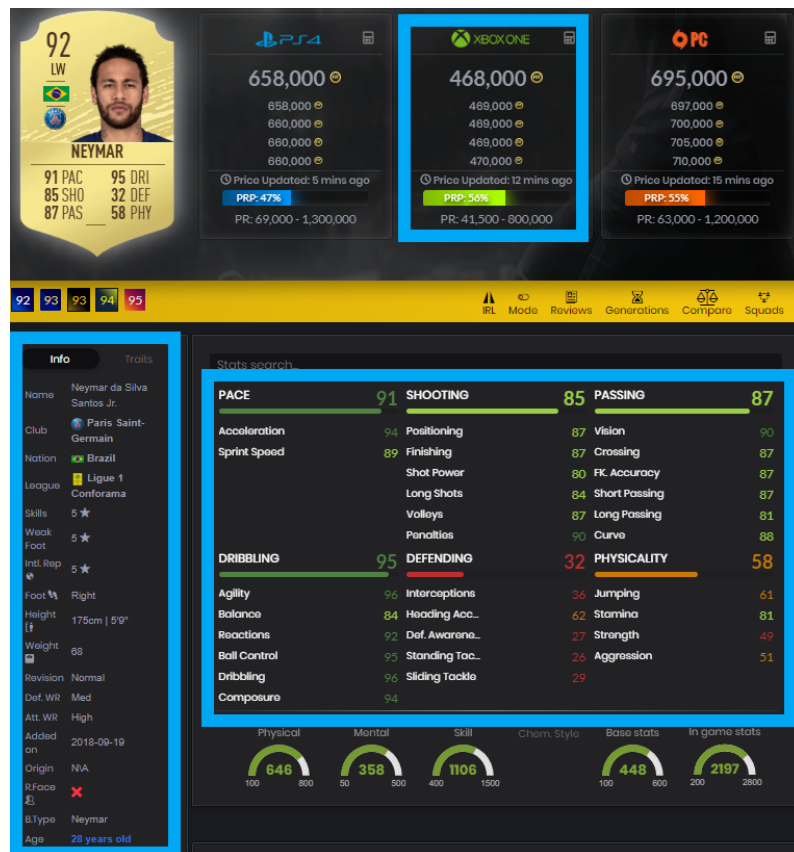 92
LW
NEYMAR
91 PAC 95 DRI
85 SHO 32 DEF
87 PAS 58 PHY
PS4
658,000
658,000
660,000
660,000
660,000
Price Updated: 5 mins ago
PRP: 47%
PR: 69,000 - 1,300,000
XBOX ONE
468,000
469,000
469,000
469,000
470,000
Price Updated: 12 mins ago
PRP: 56%
PR: 41,500 - 800,000
PC
695,000
697,000
700,000
705,000
710,000
Price Updated: 15 mins ago
PRP: 55%
PR: 63,000 - 1,200,000
92 93 93 94 95
IRL Mode Reviews Generations Compare Squads
Info Traits
Name Neymar da Silva
Santos Jr.
Club Paris Saint-
Germain
Nation Brazil
League Ligue 1
Conforama
Skills 5
Weak
Foot 5
Intl. Rep 5
Foot Right
Height 175cm | 5'9"
Weight 68
Revision Normal
Def. WR Med
Att. WR High
Added
on 2018-09-19
Origin N\A
R.Face
B.Type Neymar
Age 28 years old
Stats search...
PACE 91
Acceleration 94
Sprint Speed 89
SHOOTING 85
Positioning 87
Finishing 87
Shot Power 80
Long Shots 84
Volleys 87
Penalties 90
PASSING 87
Vision 90
Crossing 87
FK. Accuracy 87
Short Passing 87
Long Passing 81
Curve 88
DRIBBLING 95
Agility 96
Balance 84
Reactions 92
Ball Control 95
Dribbling 96
Composure 94
DEFENDING 32
Interceptions 36
Heading Acc... 62
Def. Awarene... 27
Standing Tac... 26
Sliding Tackle 29
PHYSICALITY 58
Jumping 61
Stamina 81
Strength 49
Aggression 51
Physical
646
100 800
Mental
358
50 500
Skill
1106
400 1500
Chem. Style
Base stats
448
100 600
In game stats
2197
200 2800